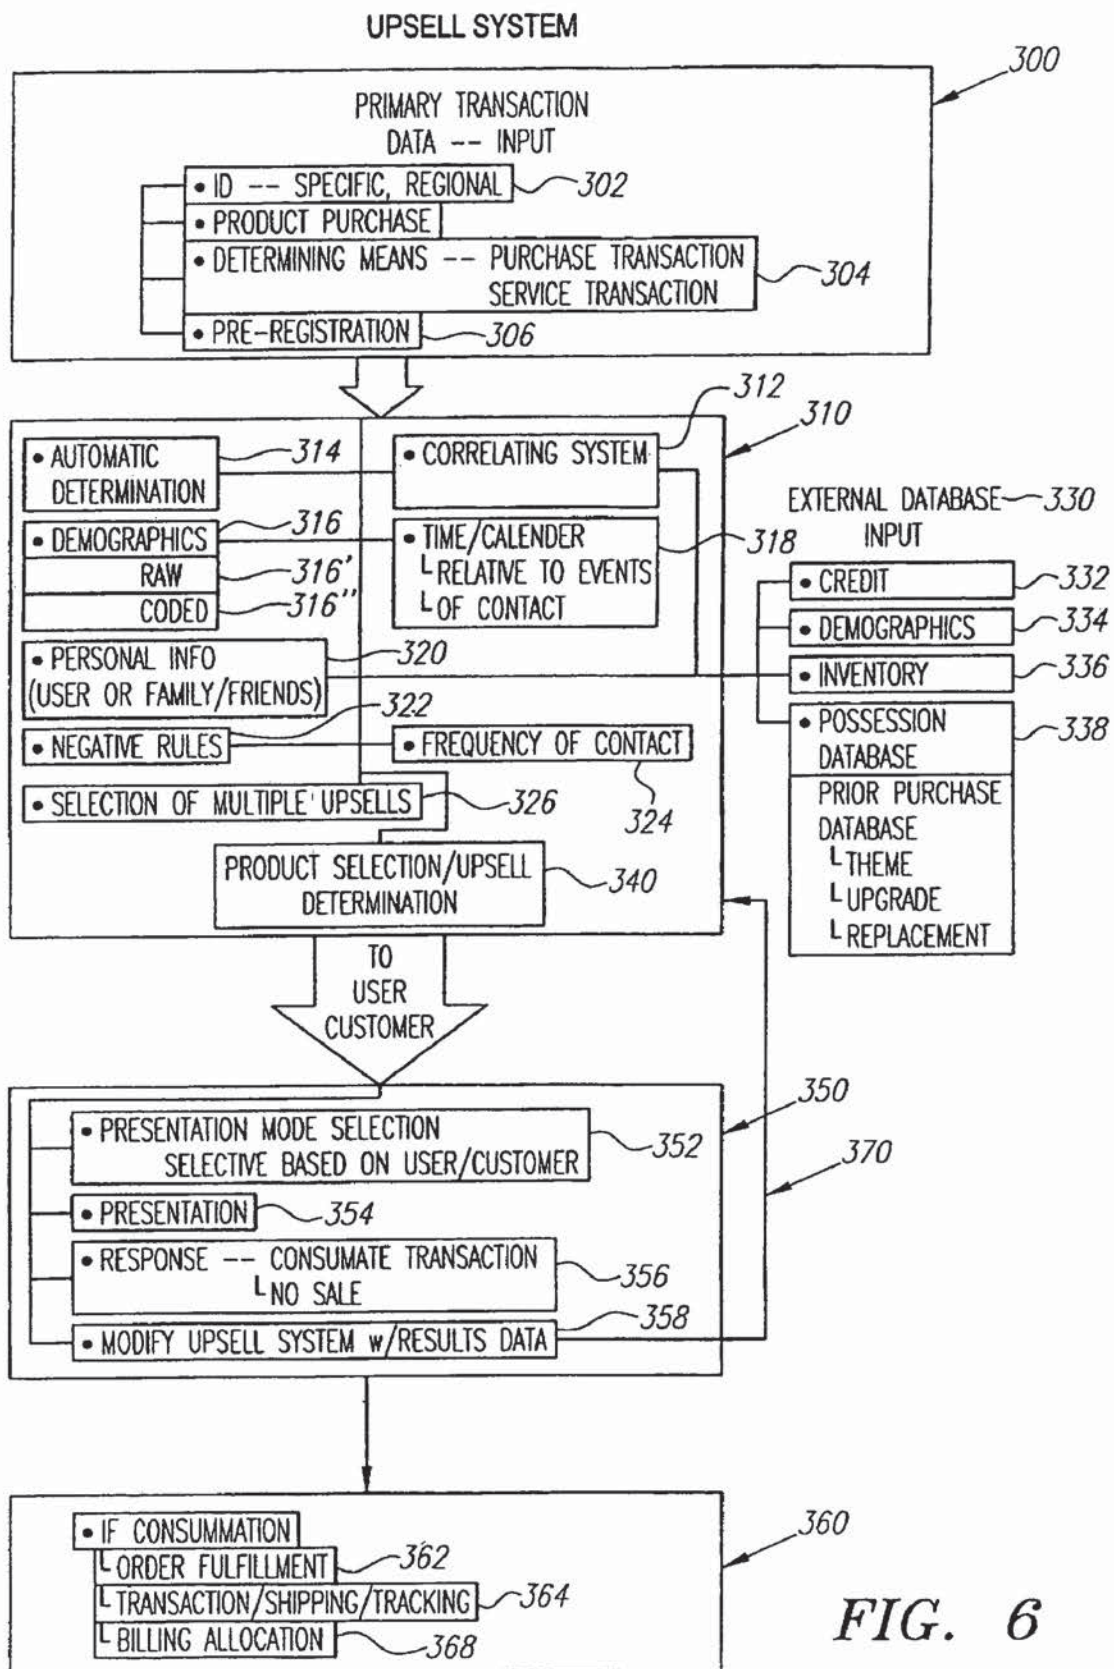 UPSELL SYSTEM
300
PRIMARY TRANSACTION
DATA -- INPUT
• ID -- SPECIFIC, REGIONAL 302
• PRODUCT PURCHASE
• DETERMINING MEANS -- PURCHASE TRANSACTION
SERVICE TRANSACTION 304
• PRE-REGISTRATION 306
310
• AUTOMATIC
DETERMINATION 314
• CORRELATING SYSTEM 312
• DEMOGRAPHICS 316
RAW 316'
CODED 316"
• TIME/CALENDER 318
RELATIVE TO EVENTS
OF CONTACT
• PERSONAL INFO 320
(USER OR FAMILY/FRIENDS)
• NEGATIVE RULES 322
• FREQUENCY OF CONTACT 324
• SELECTION OF MULTIPLE UPSELLS 326
PRODUCT SELECTION/UPSELL
DETERMINATION 340
EXTERNAL DATABASE 330
INPUT
• CREDIT 332
• DEMOGRAPHICS 334
• INVENTORY 336
• POSSESSION
DATABASE 338
PRIOR PURCHASE
DATABASE
THEME
UPGRADE
REPLACEMENT
TO
USER
CUSTOMER
350
370
• PRESENTATION MODE SELECTION
SELECTIVE BASED ON USER/CUSTOMER 352
• PRESENTATION 354
• RESPONSE -- CONSUMATE TRANSACTION
NO SALE 356
• MODIFY UPSELL SYSTEM w/RESULTS DATA 358
360
• IF CONSUMMATION
ORDER FULFILLMENT 362
TRANSACTION/SHIPPING/TRACKING 364
BILLING ALLOCATION 368
FIG. 6